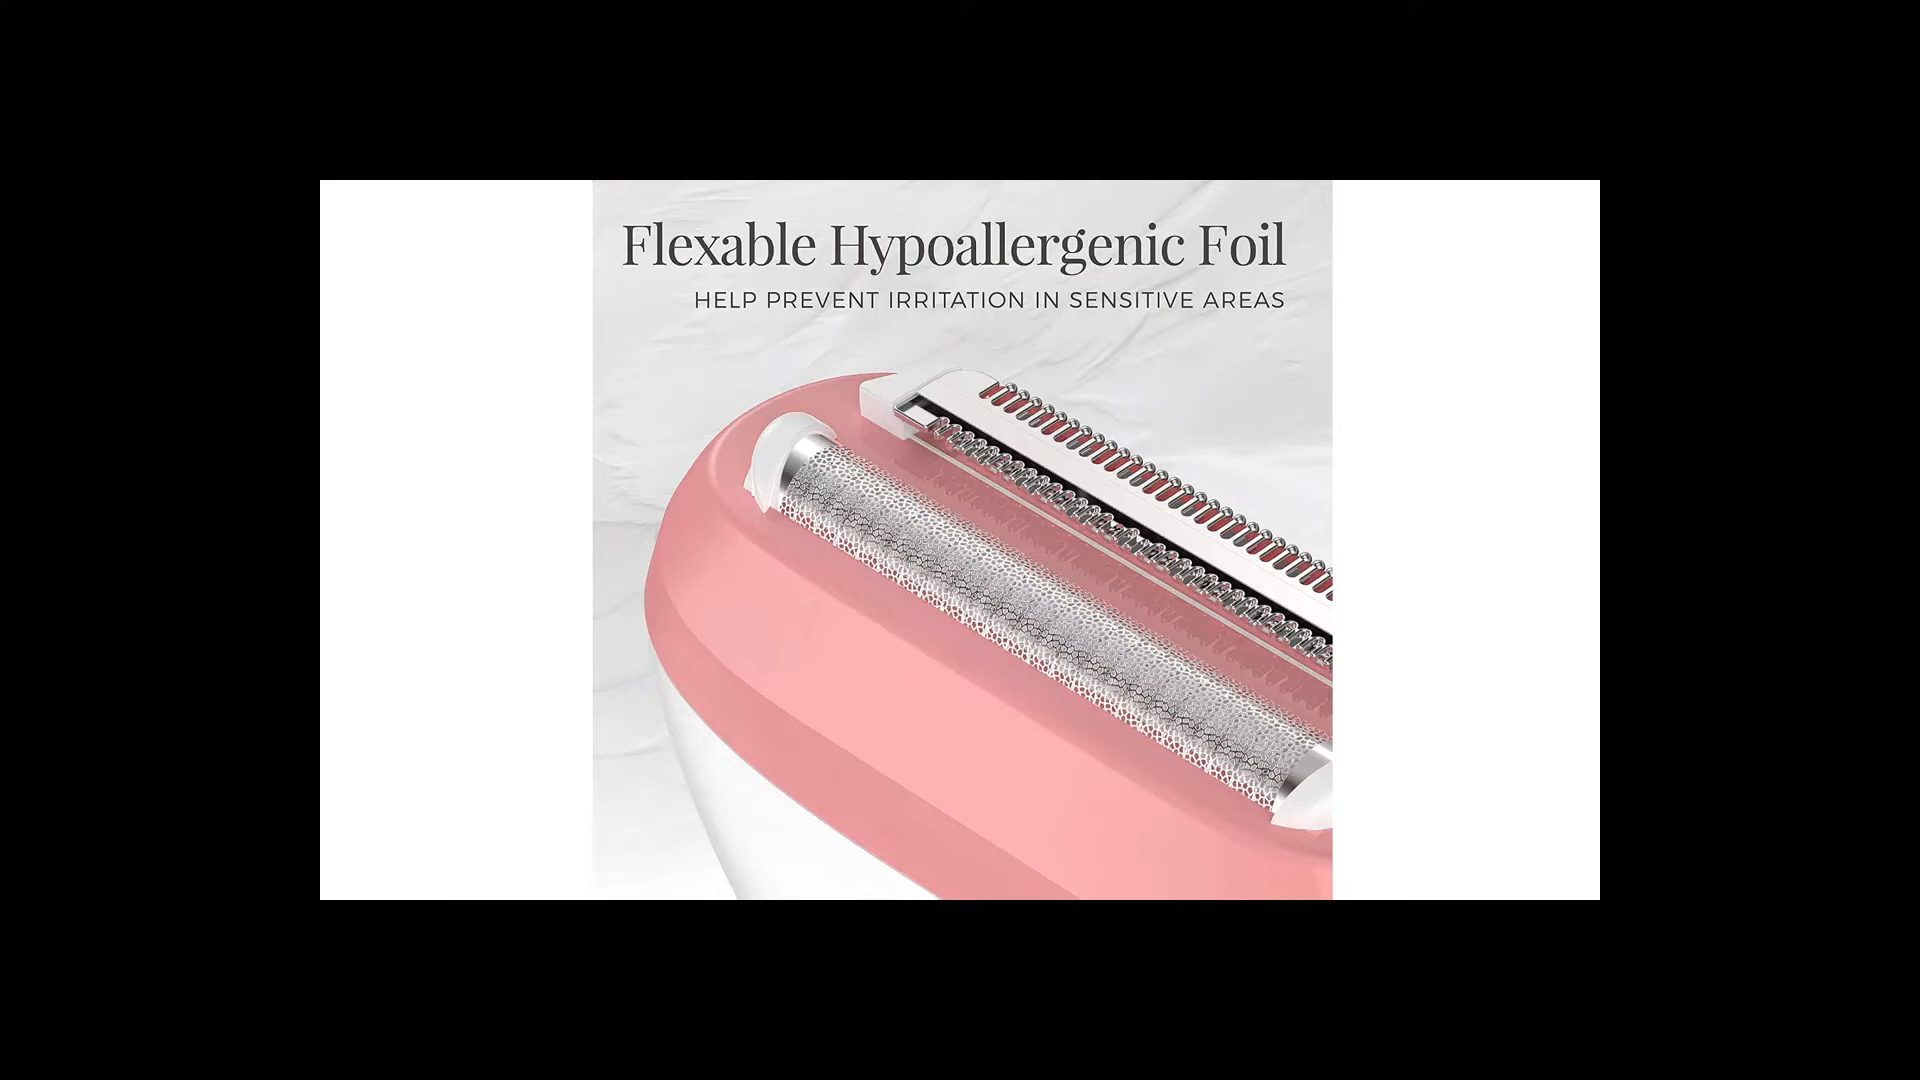 Flexable Hypoallergenic Foil
HELP PREVENT IRRITATION IN SENSITIVE AREAS